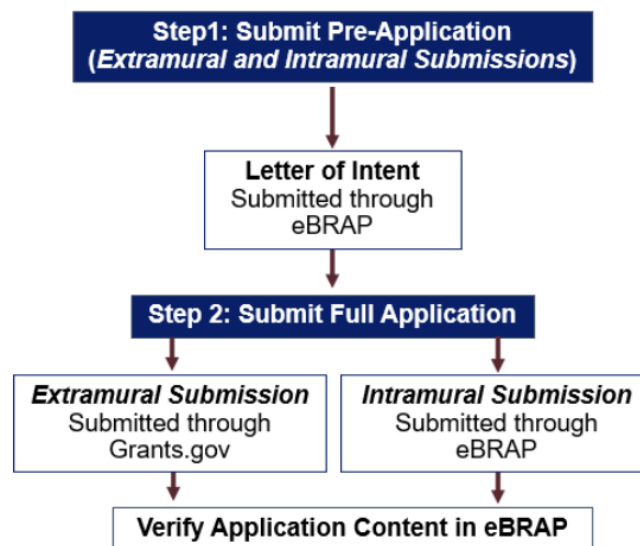 Step1: Submit Pre-Application
(Extramural and Intramural Submissions)
Letter of Intent
Submitted through
eBRAP
Step 2: Submit Full Application
Extramural Submission
Submitted through
Grants.gov
Intramural Submission
Submitted through
eBRAP
Verify Application Content in eBRAP